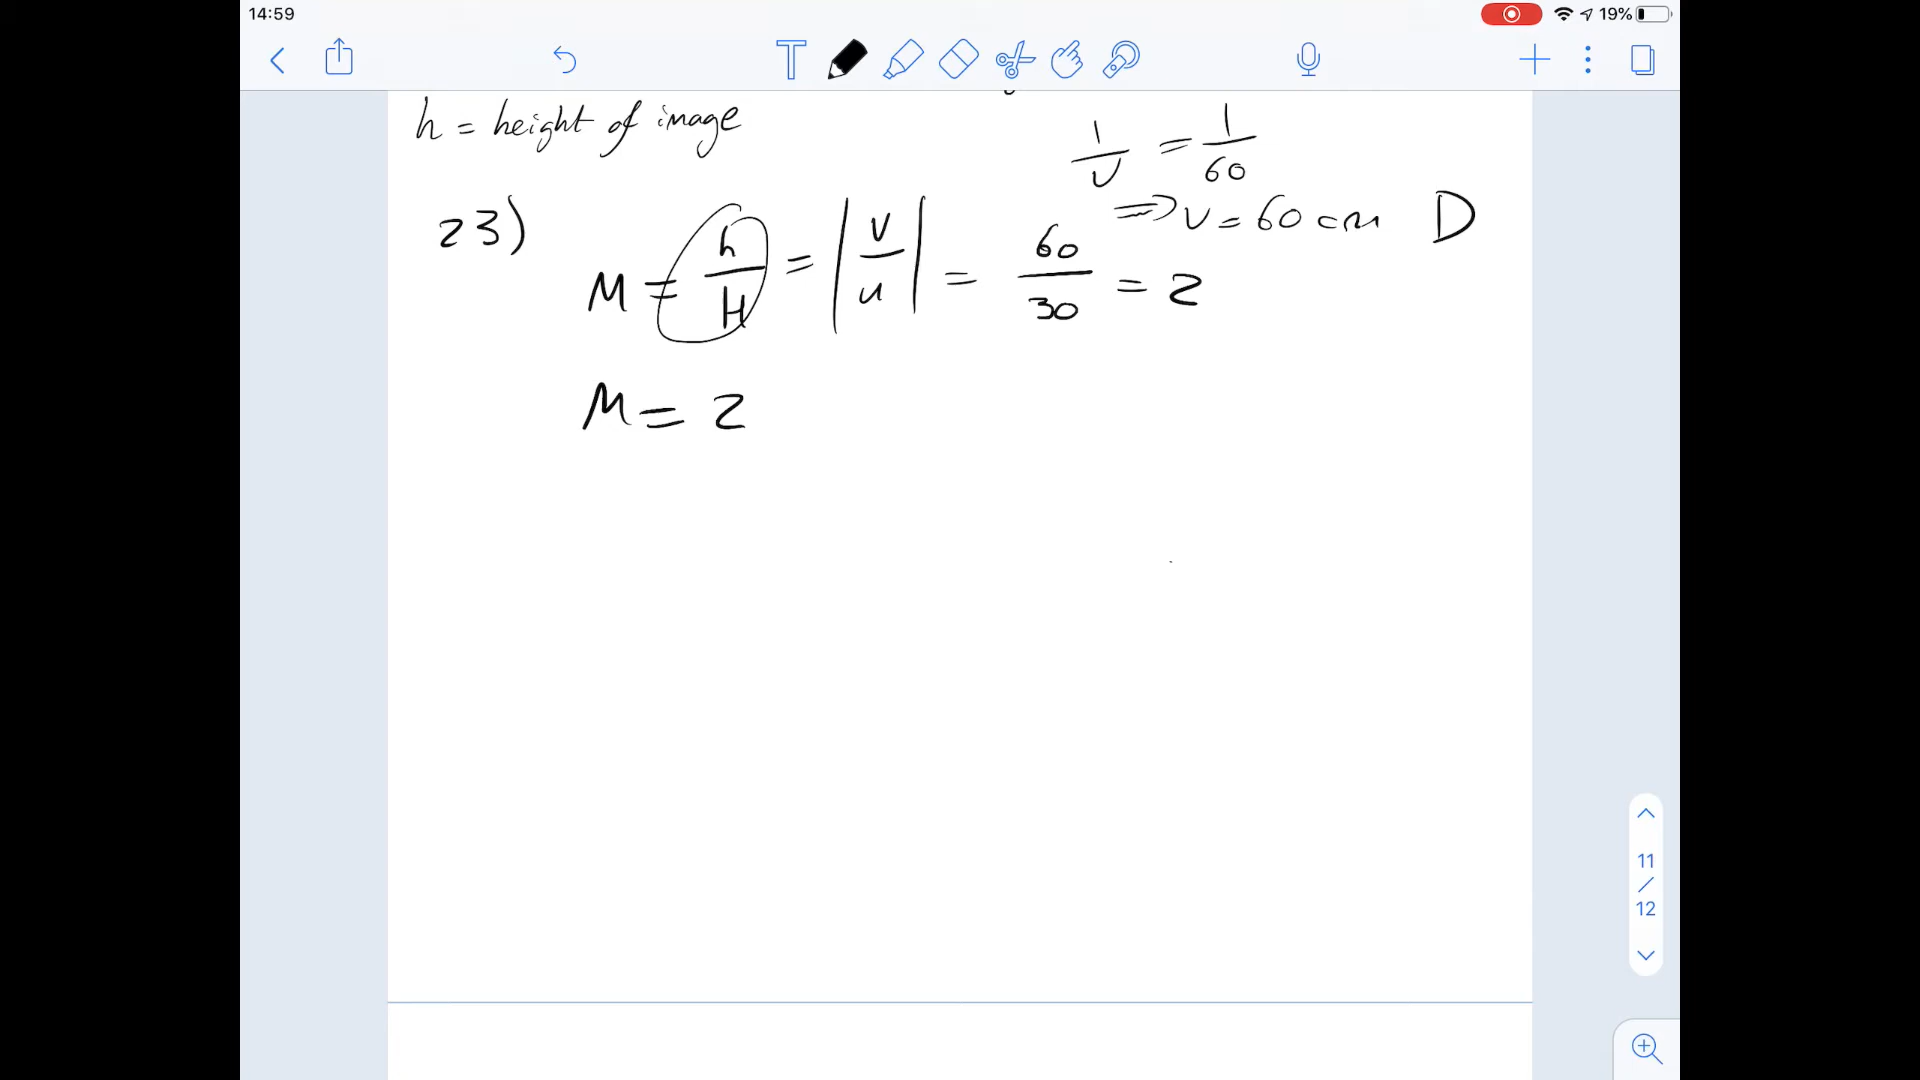 14:59
19%
h = height of image
1/v = 1/60
⇒ v = 60 cm D
23)
M = h/H = |v/u| = 60/30 = 2
M = 2
11
/
12